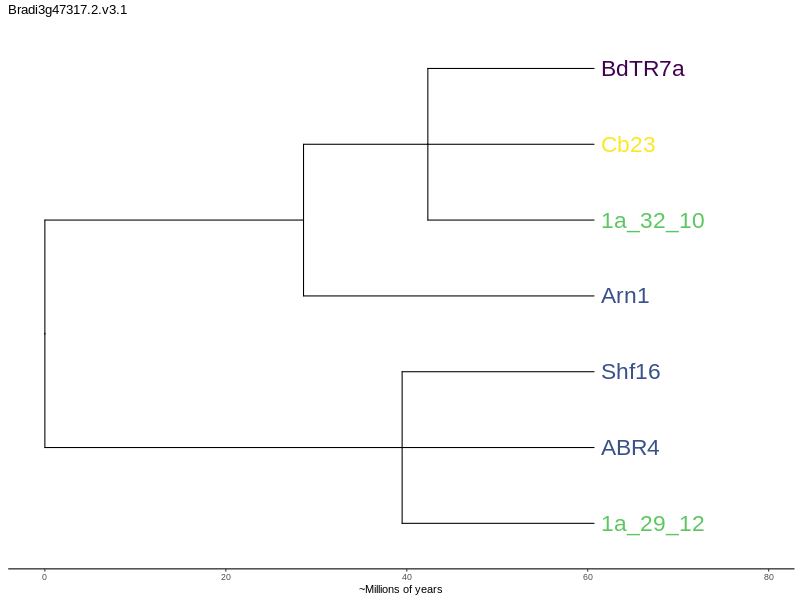 Bradi3g47317.2.v3.1
BdTR7a
Cb23
1a_32_10
Arn1
Shf16
ABR4
1a_29_12
0 20 40 60 80
~Millions of years